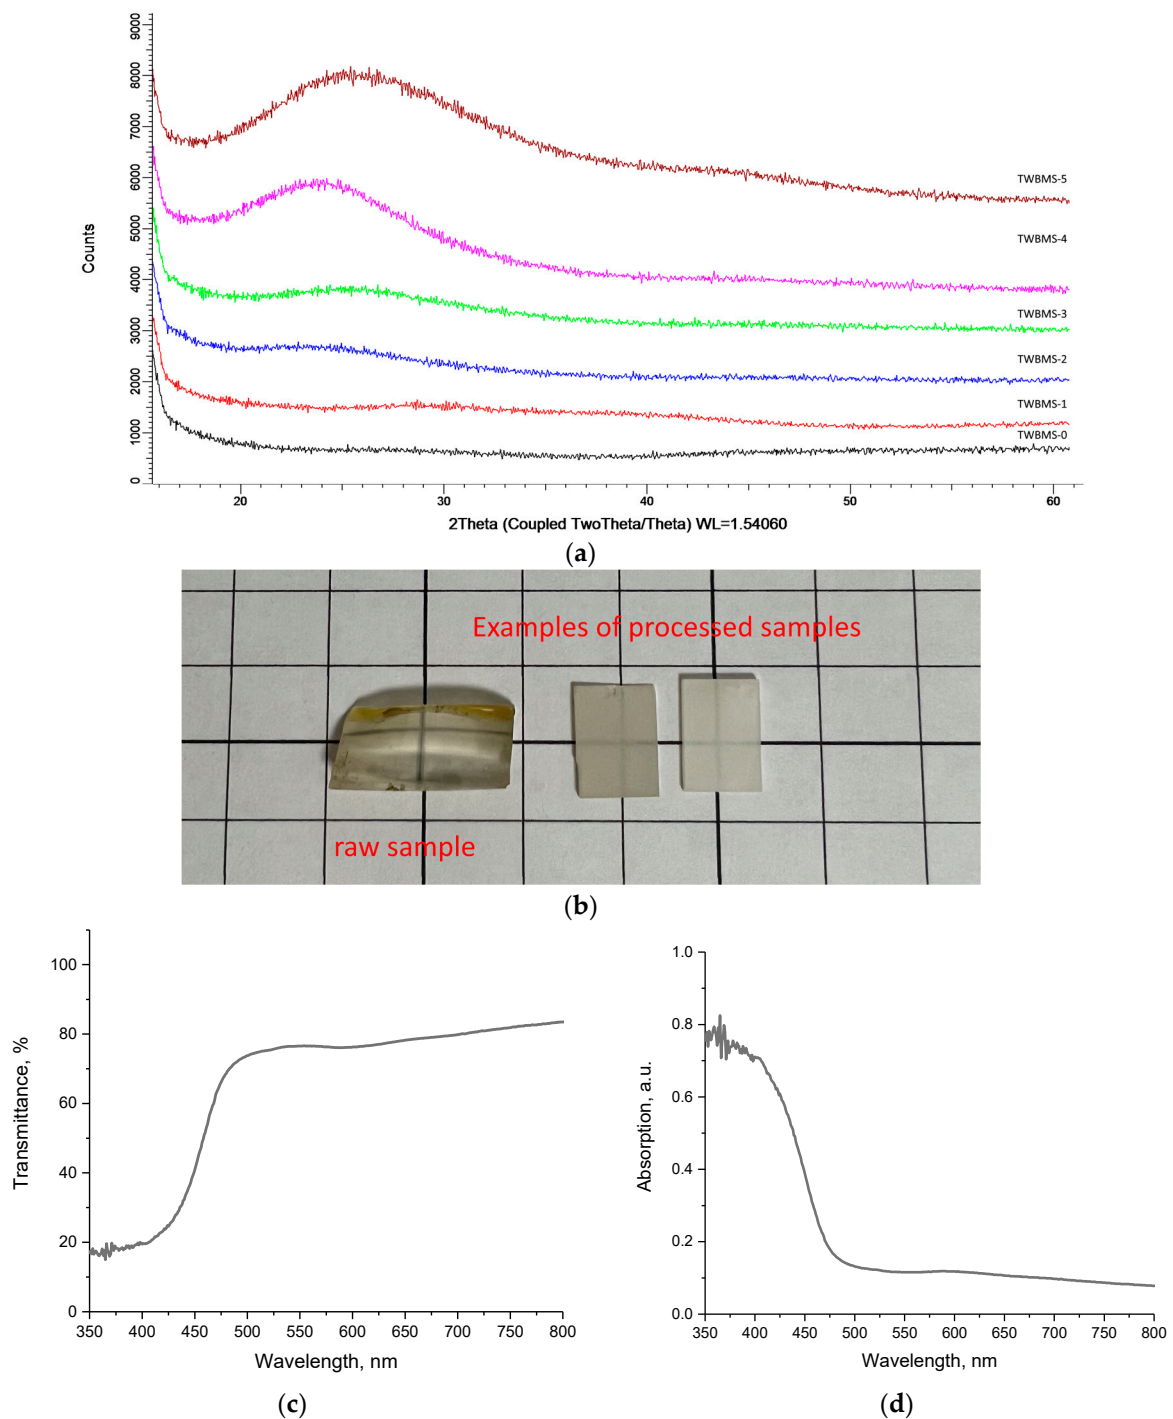 9000
8000
7000
6000
5000
4000
3000
2000
1000
0
Counts
TWBMS-5
TWBMS-4
TWBMS-3
TWBMS-2
TWBMS-1
TWBMS-0
20 30 40 50 60
2Theta (Coupled TwoTheta/Theta) WL=1.54060
(a)
Examples of processed samples
raw sample
(b)
100
80
60
40
20
0
Transmittance, %
350 400 450 500 550 600 650 700 750 800
Wavelength, nm
(c)
1.0
0.8
0.6
0.4
0.2
0.0
Absorption, a.u.
350 400 450 500 550 600 650 700 750 800
Wavelength, nm
(d)